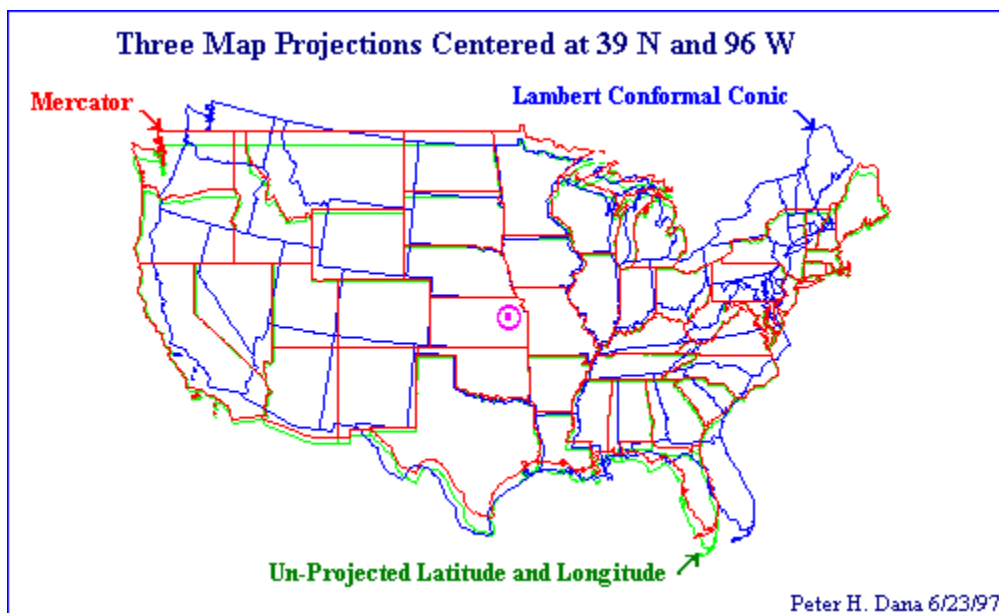 Three Map Projections Centered at 39 N and 96 W
Mercator
Lambert Conformal Conic
Un-Projected Latitude and Longitude
Peter H. Dana 6/23/97